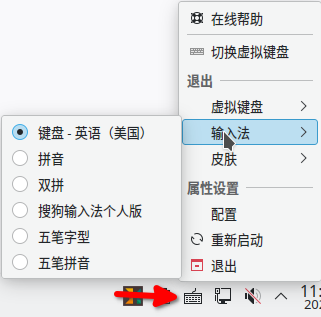 在线帮助
切换虚拟键盘
退出
虚拟键盘
输入法
皮肤
属性设置
配置
重新启动
退出
键盘 - 英语（美国）
拼音
双拼
搜狗输入法个人版
五笔字型
五笔拼音
11:
202